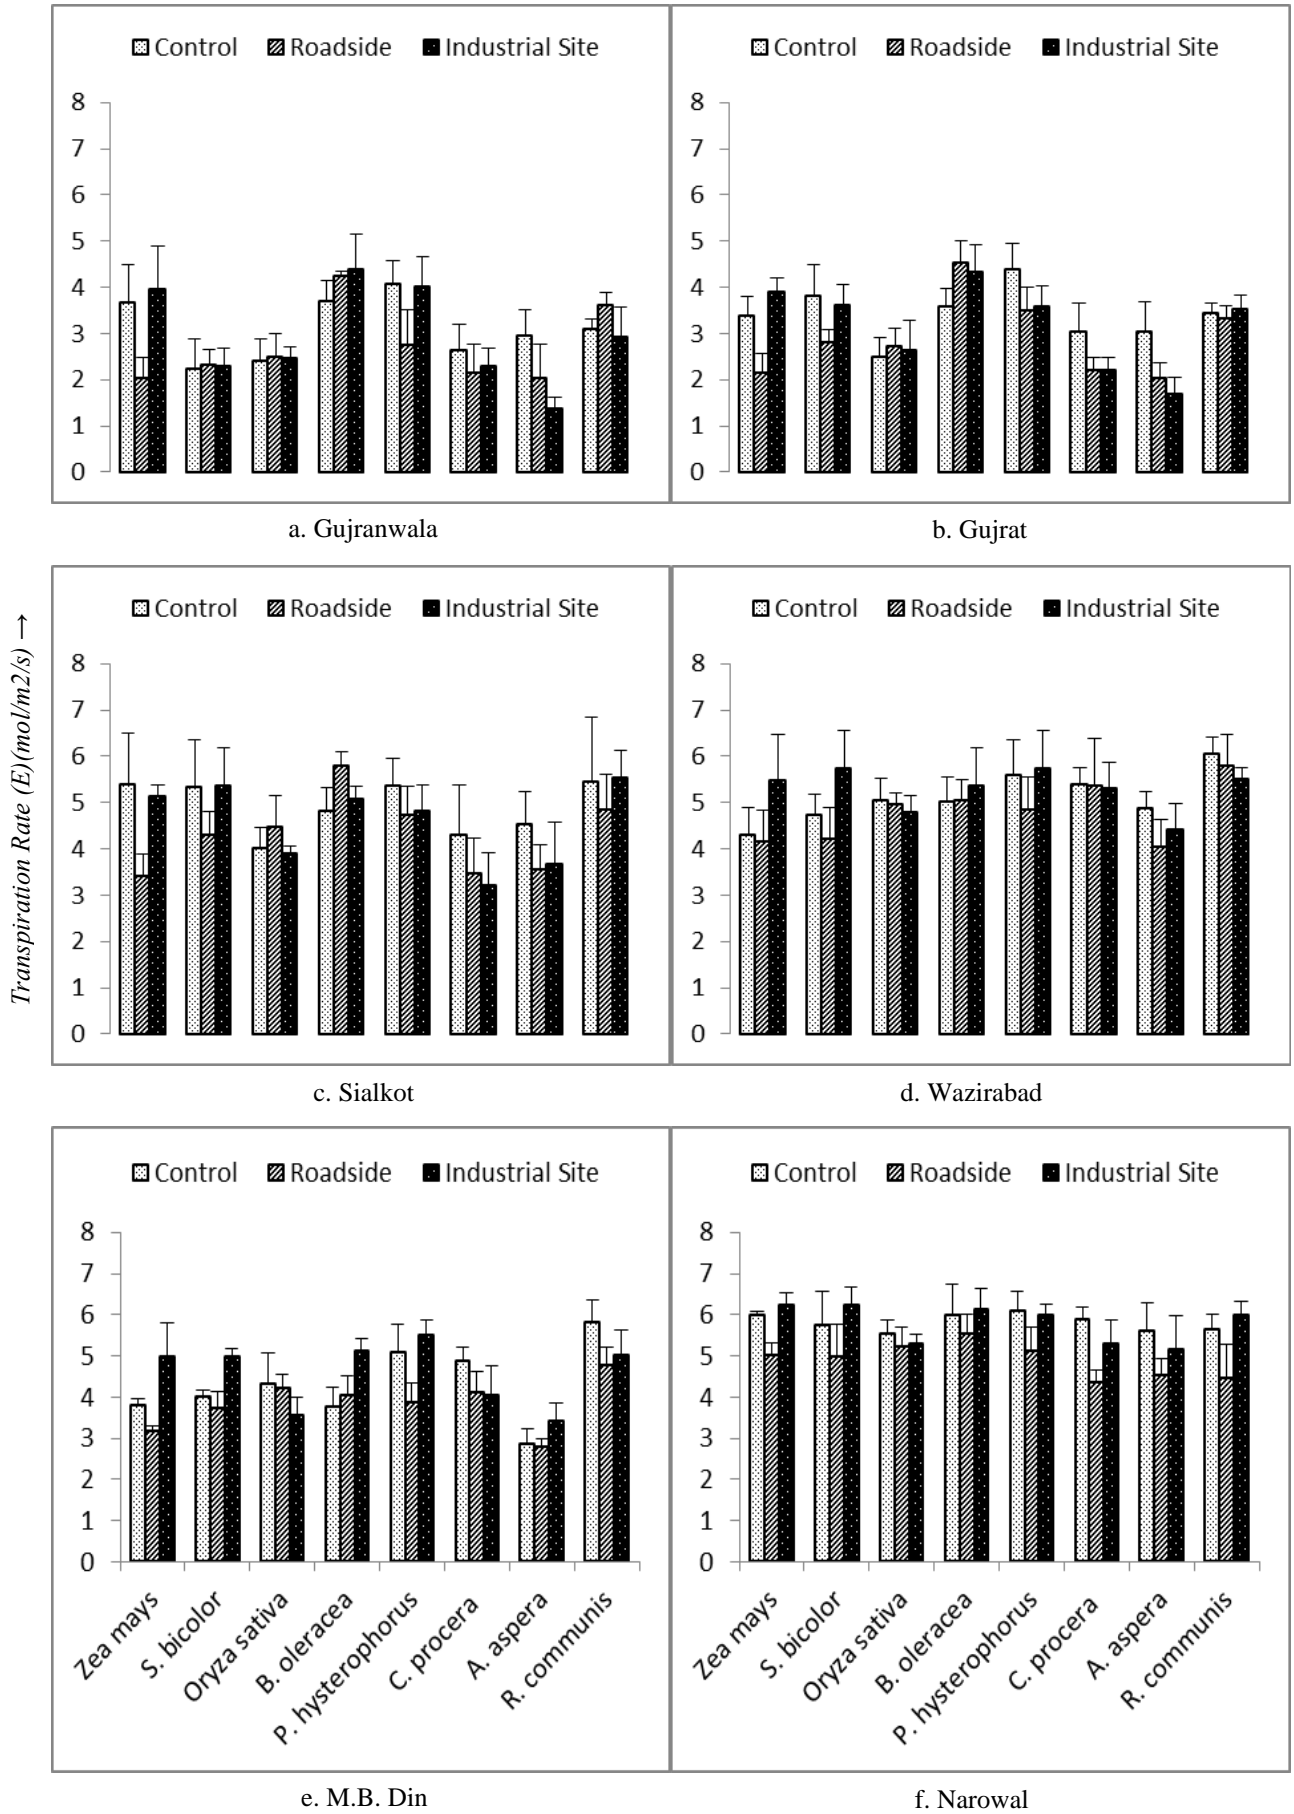 Control Roadside Industrial Site
8
7
6
5
4
3
2
1
0
a. Gujranwala
Control Roadside Industrial Site
8
7
6
5
4
3
2
1
0
b. Gujrat
Transpiration Rate (E)(mol/m2/s) →
Control Roadside Industrial Site
8
7
6
5
4
3
2
1
0
c. Sialkot
Control Roadside Industrial Site
8
7
6
5
4
3
2
1
0
d. Wazirabad
Control Roadside Industrial Site
8
7
6
5
4
3
2
1
0
Zea mays
S. bicolor
Oryza sativa
B. oleracea
P. hysterophorus
C. procera
A. aspera
R. communis
e. M.B. Din
Control Roadside Industrial Site
8
7
6
5
4
3
2
1
0
Zea mays
S. bicolor
Oryza sativa
B. oleracea
P. hysterophorus
C. procera
A. aspera
R. communis
f. Narowal